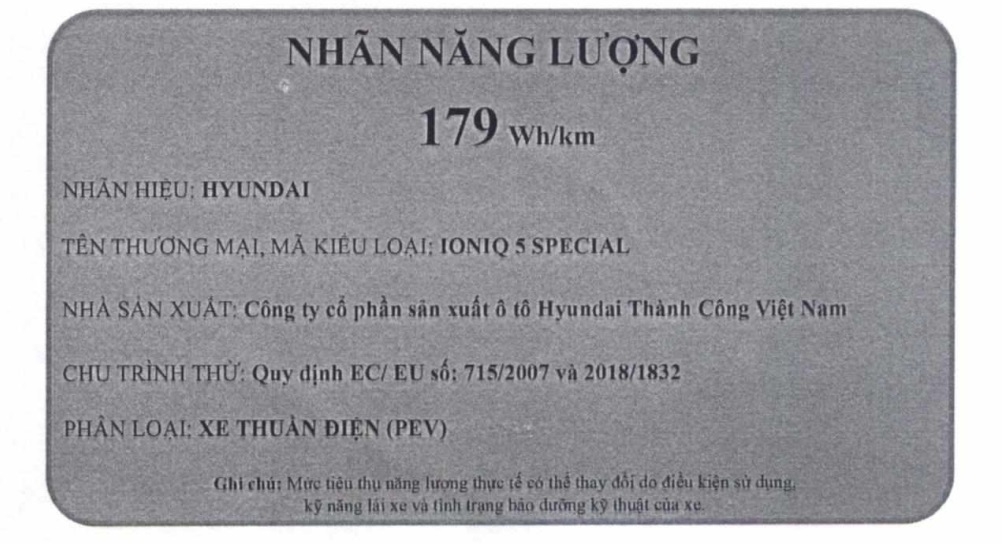 NHÃN NĂNG LƯỢNG
179 Wh/km
NHÃN HIỆU: HYUNDAI
TÊN THƯƠNG MẠI, MÃ KIỂU LOẠI: IONIQ 5 SPECIAL
NHÀ SẢN XUẤT: Công ty cổ phần sản xuất ô tô Hyundai Thành Công Việt Nam
CHU TRÌNH THỬ: Quy định EC/ EU số: 715/2007 và 2018/1832
PHÂN LOẠI: XE THUẦN ĐIỆN (PEV)
Ghi chú: Mức tiêu thụ năng lượng thực tế có thể thay đổi do điều kiện sử dụng,
kỹ năng lái xe và tình trạng bảo dưỡng kỹ thuật của xe.